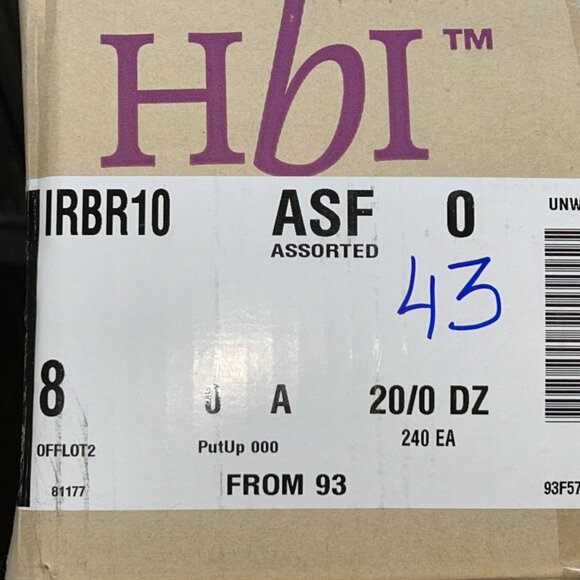 HbI™
IRBR10 ASF 0 UNW
ASSORTED
43
8 0 A 20/0 DZ
OFFLOT2 PutUp 000 240 EA
81177 FROM 93 93F57